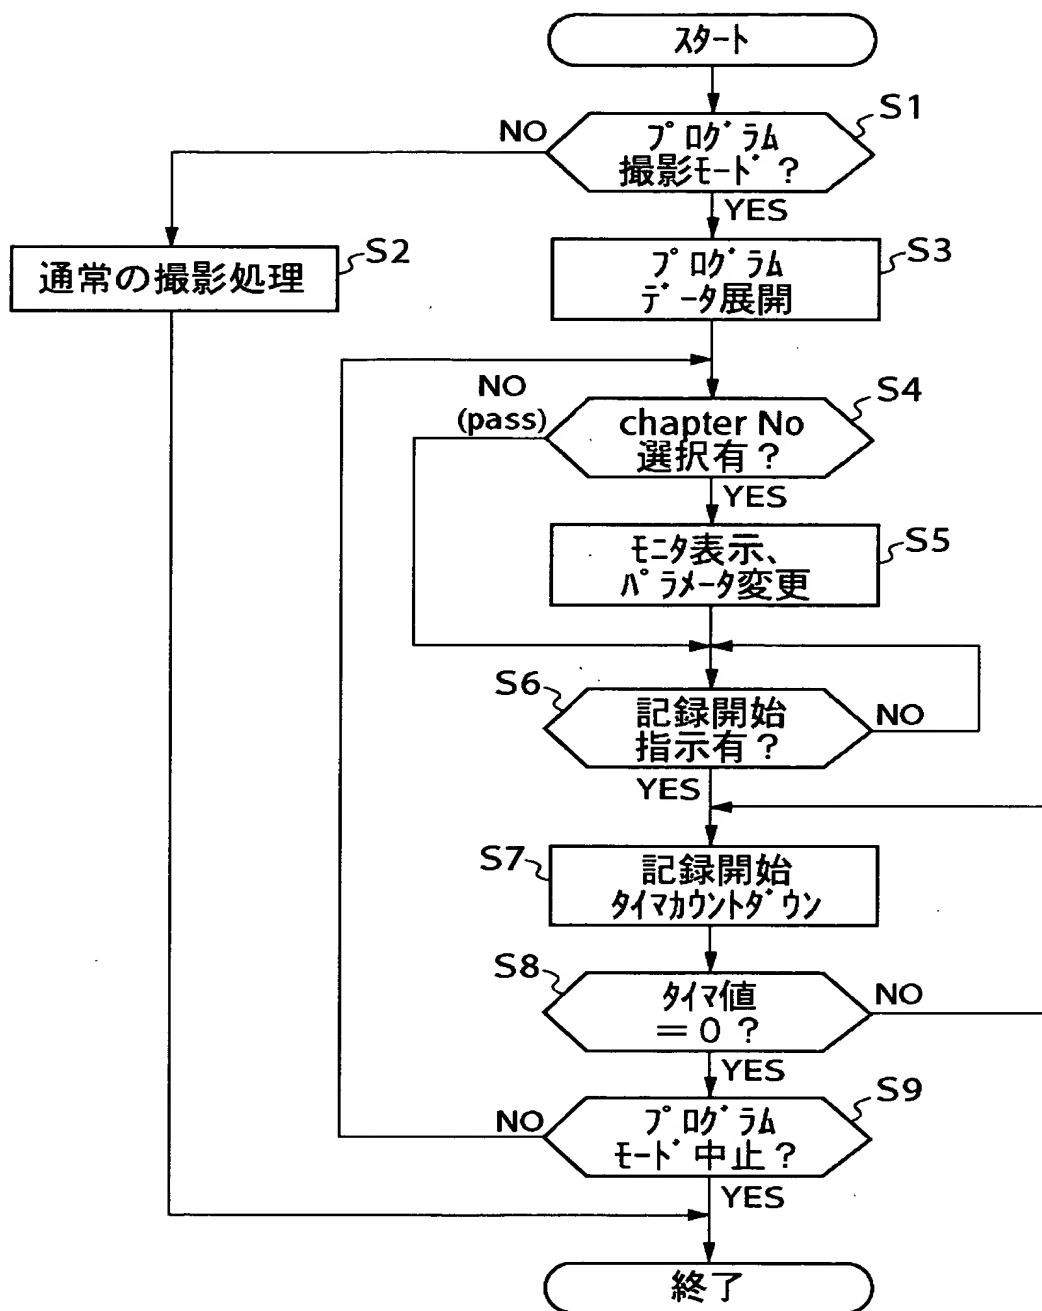 スタート
S1
NO
プログラム
撮影モード?
YES
S2
通常の撮影処理
S3
プログラム
データ展開
NO
(pass)
S4
chapter No
選択有?
YES
S5
モニタ表示、
パラメータ変更
S6
記録開始
指示有?
NO
YES
S7
記録開始
タイマカウントダウン
S8
タイマ値
=0?
NO
YES
S9
NO
プログラム
モード中止?
YES
終了